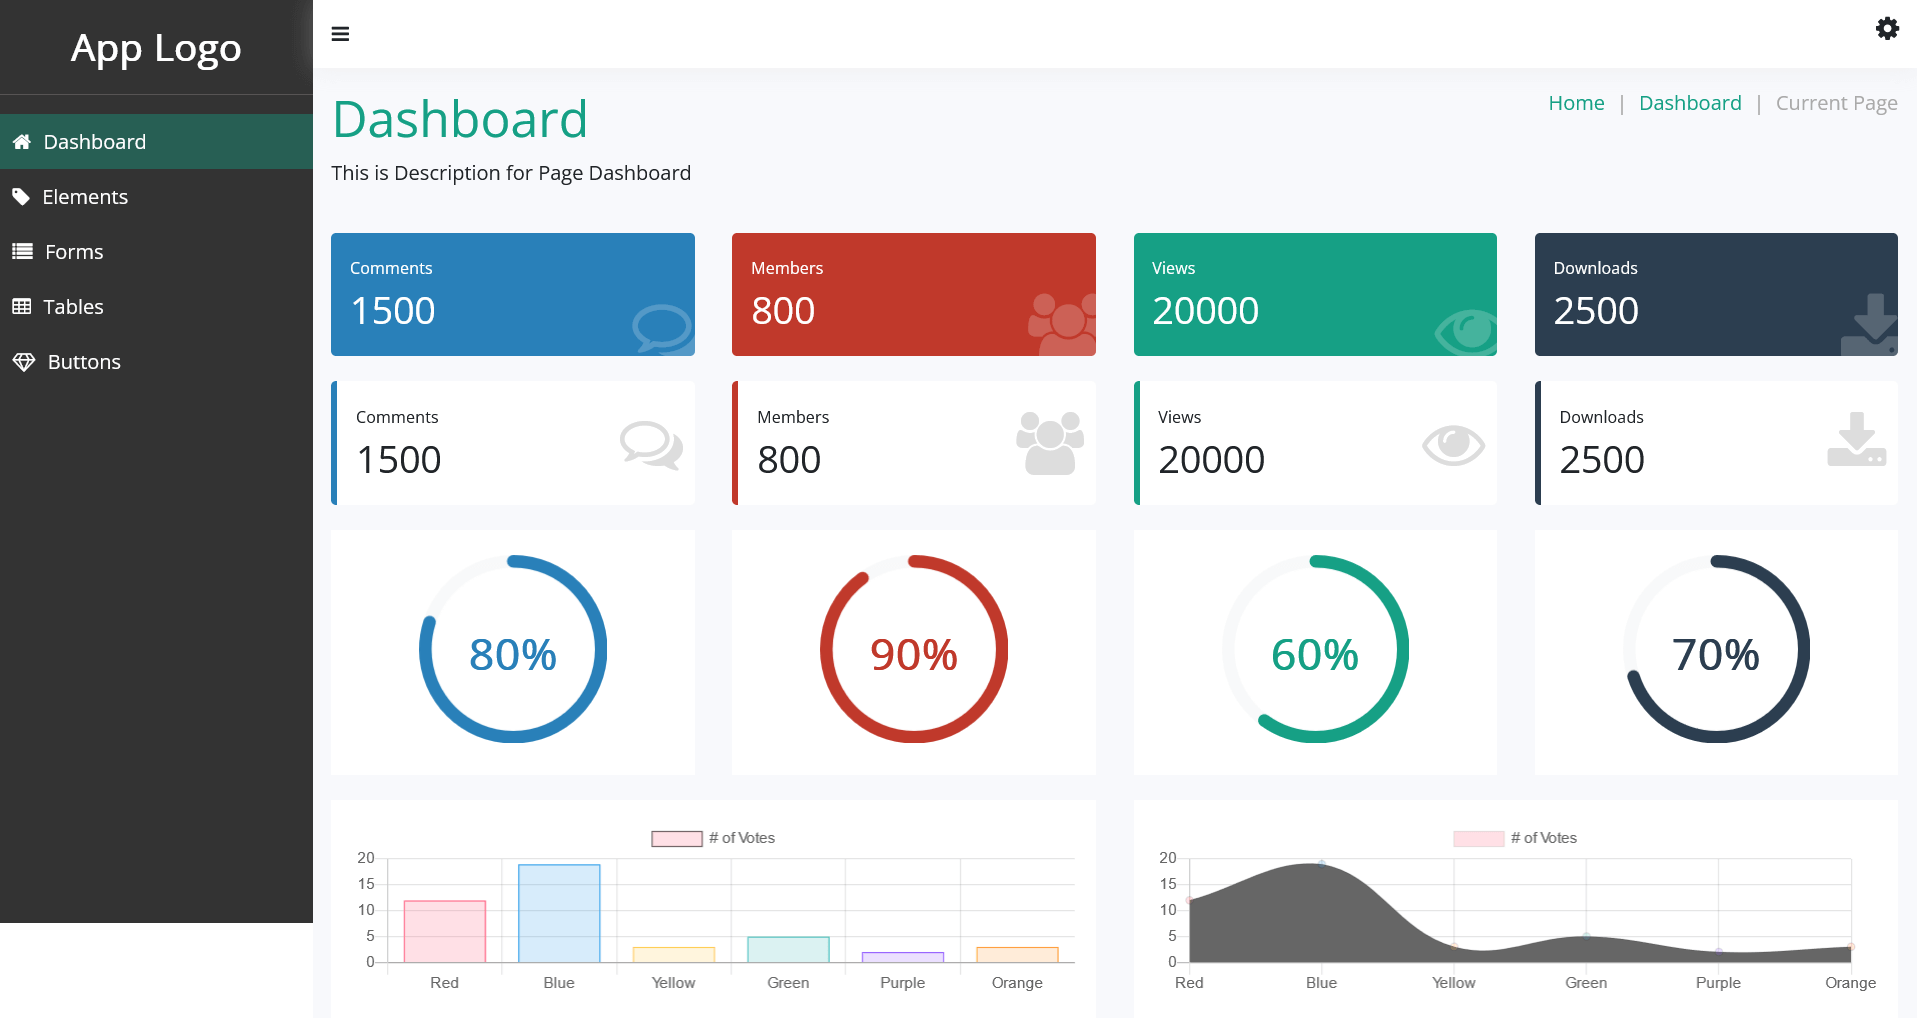 App Logo
Dashboard
Elements
Forms
Tables
Buttons
Home | Dashboard | Current Page
Dashboard
This is Description for Page Dashboard
Comments
1500
Members
800
Views
20000
Downloads
2500
Comments
1500
Members
800
Views
20000
Downloads
2500
80%
90%
60%
70%
# of Votes
20
15
10
5
0
Red Blue Yellow Green Purple Orange
# of Votes
20
15
10
5
0
Red Blue Yellow Green Purple Orange